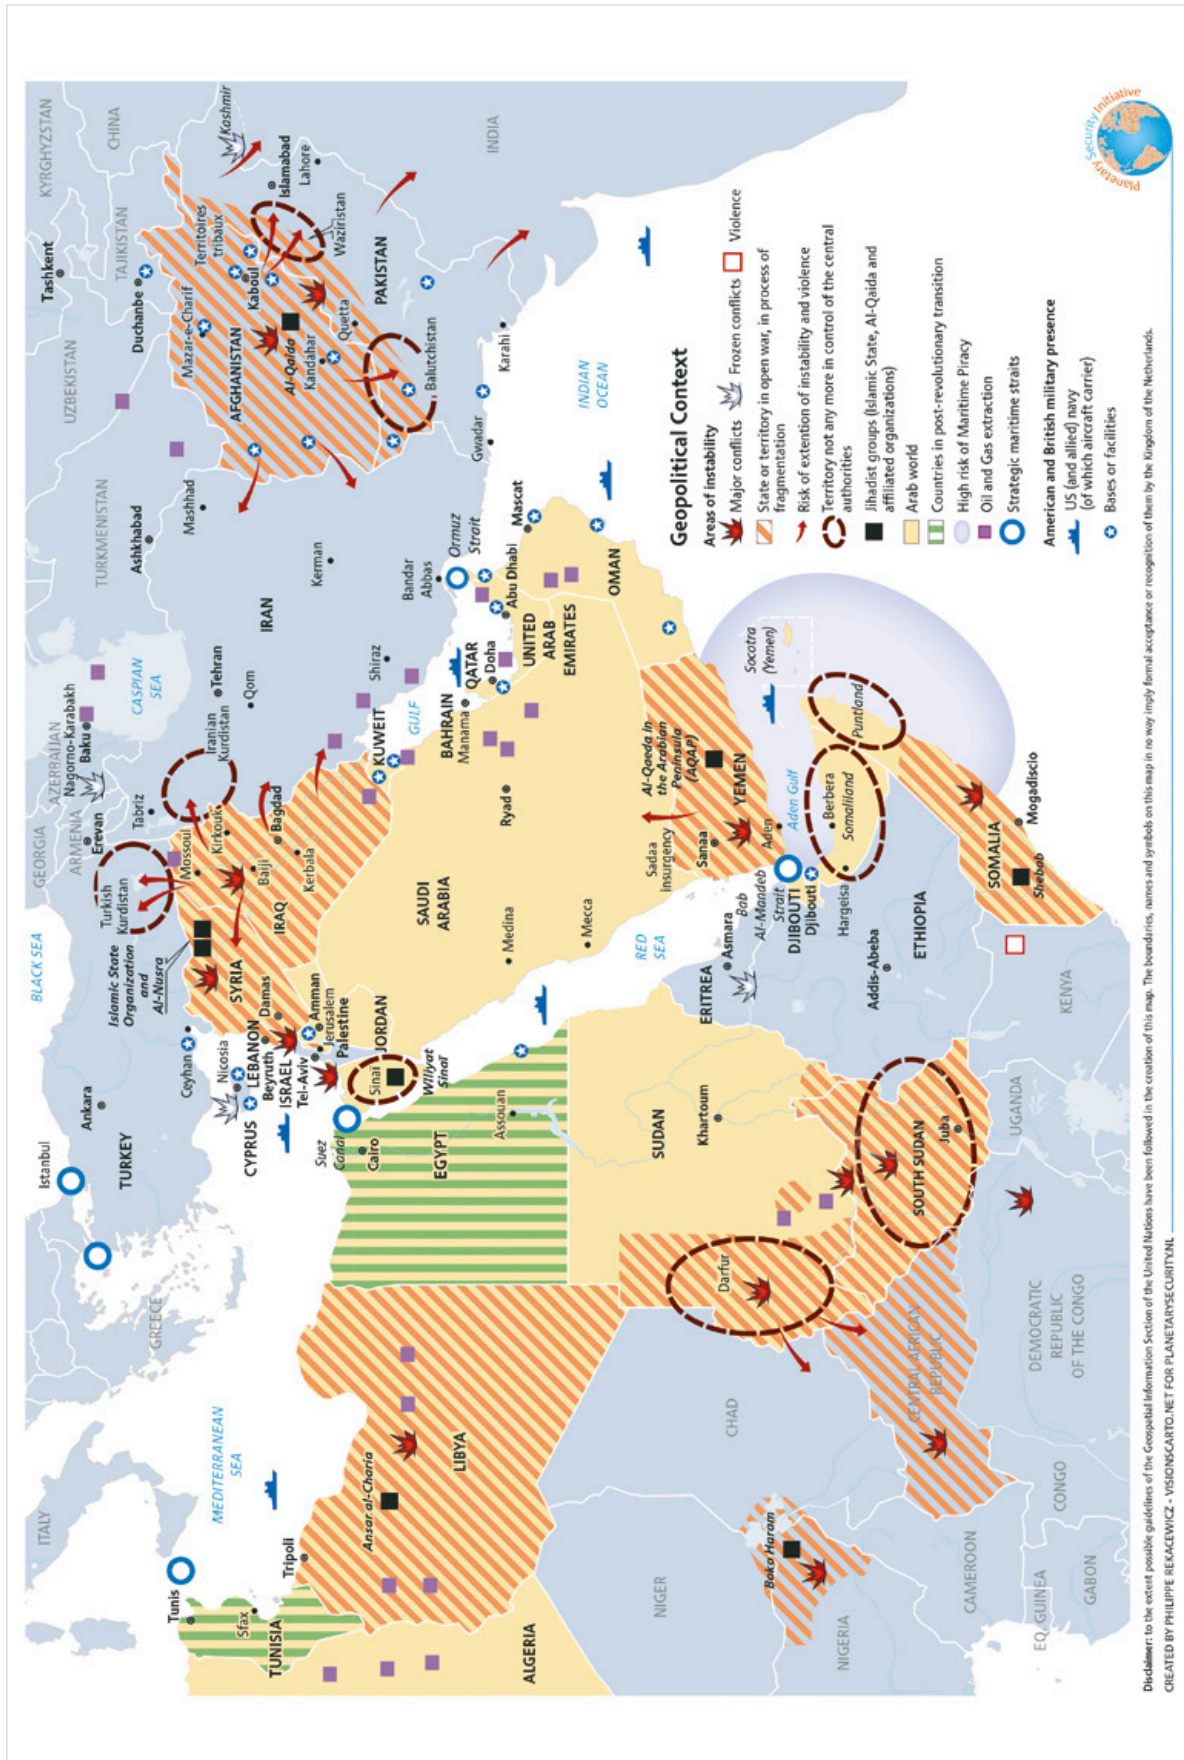 ITALY
GREECE
BLACK SEA
MEDITERRANEAN
SEA
Istanbul
Ankara
TURKEY
Ceyhan
Nicosia
CYPRUS
LEBANON
Beyruth
ISRAEL
Tel-Aviv
Damas
Amman
Jerusalem
Palestine
JORDAN
SYRIA
Islamic State
Organization
and
Al-Nusra
Turkish
Kurdistan
GEORGIA
ARMENIA
Erevan
AZERBAIJAN
Nagorno-Karabakh
Baku
CASPIAN
SEA
Tabriz
Iranian
Kurdistan
Tehran
Qom
IRAN
Mossoul
Kirkouk
Baiji
Bagdad
Kerbala
IRAQ
TURKMENISTAN
Ashkhabad
Mashhad
Kerman
Shiraz
Bandar
Abbas
UZBEKISTAN
Tashkent
KYRGHYZSTAN
TAJIKISTAN
Duchanbe
CHINA
Mazar-e-Charif
AFGHANISTAN
Territoires
tribaux
Kaboul
Al-Qaida
Kandahar
Quetta
Waziristan
Islamabad
Lahore
Kashmir
PAKISTAN
Balutchistan
Gwadar
Karahi
INDIA
INDIAN
OCEAN
Ormuz
Strait
KUWEIT
GULF
BAHRAIN
Manama
QATAR
Doha
Abu Dhabi
UNITED
ARAB
EMIRATES
Mascat
OMAN
SAUDI
ARABIA
Ryad
Medina
Mecca
RED
SEA
Tunis
Sfax
TUNISIA
Tripoli
ALGERIA
LIBYA
Ansar al-Charia
Suez
Canal
Cairo
EGYPT
Assouan
Sinaï
Wiliyat
Sinaï
SUDAN
Khartoum
Darfur
SOUTH SUDAN
Juba
ERITREA
Asmara
Bab
Al-Mandeb
Strait
DJIBOUTI
Djibouti
Sadaa
insurgency
Sanaa
YEMEN
Aden
Aden Gulf
Al-Qaeda in
the Arabian
Peninsula
(AQAP)
Socotra
(Yemen)
Puntland
Berbera
Somaliland
Hargeisa
ETHIOPIA
Addis-Abeba
SOMALIA
Mogadiscio
Shebab
KENYA
UGANDA
NIGER
CHAD
CENTRAL AFRICAN
REPUBLIC
DEMOCRATIC
REPUBLIC
OF THE CONGO
Boko Haram
NIGERIA
CAMEROON
EQ. GUINEA
GABON
CONGO
Geopolitical Context
Areas of instability
Major conflicts
Frozen conflicts
Violence
State or territory in open war, in process of
fragmentation
Risk of extention of instability and violence
Territory not any more in control of the central
authorities
Jihadist groups (Islamic State, Al-Qaida and
affiliated organizations)
Arab world
Countries in post-revolutionary transition
High risk of Maritime Piracy
Oil and Gas extraction
Strategic maritime straits
American and British military presence
US (and allied) navy
(of which aircraft carrier)
Bases or facilities
Planetary Security Initiative
Disclaimer: to the extent possible guidelines of the Geospatial Information Section of the United Nations have been followed in the creation of this map. The boundaries, names and symbols on this map in no way imply formal acceptance or recognition of them by the Kingdom of the Netherlands.
CREATED BY PHILIPPE REKACEWICZ - VISIONSCARTO.NET FOR PLANETARYSECURITY.NL